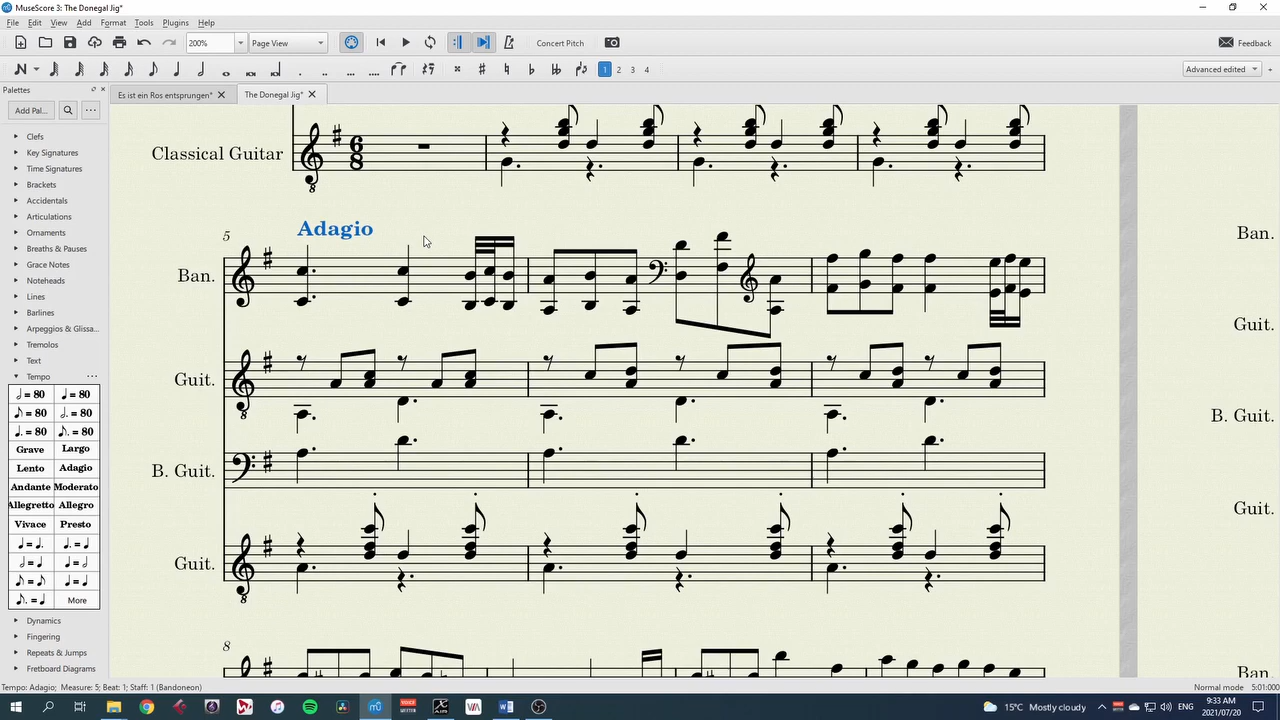 MuseScore 3: The Donegal Jig*
File Edit View Add Format Tools Plugins Help
200% Page View Concert Pitch Feedback
1 2 3 4 Advanced edited
Palettes
Es ist ein Ros entsprungen* The Donegal Jig*
Add Pal... ...
Clefs
Key Signatures
Time Signatures
Brackets
Accidentals
Articulations
Ornaments
Breaths & Pauses
Grace Notes
Noteheads
Lines
Barlines
Arpeggios & Glissa...
Tremolos
Text
Tempo ...
= 80 = 80
= 80 = 80
= 80 = 80
Grave Largo
Lento Adagio
Andante Moderato
Allegretto Allegro
Vivace Presto
More
Dynamics
Fingering
Repeats & Jumps
Fretboard Diagrams
Classical Guitar 6 8
8
5 Adagio
Ban.
Guit.
8
B. Guit.
Guit.
8
8
Ban.
Guit.
B. Guit.
Guit.
Ban.
Tempo: Adagio; Measure: 5; Beat: 1; Staff: 1 (Bandoneon) Normal mode 5:01:000
15°C Mostly cloudy ENG 9:33 AM
2021/07/20